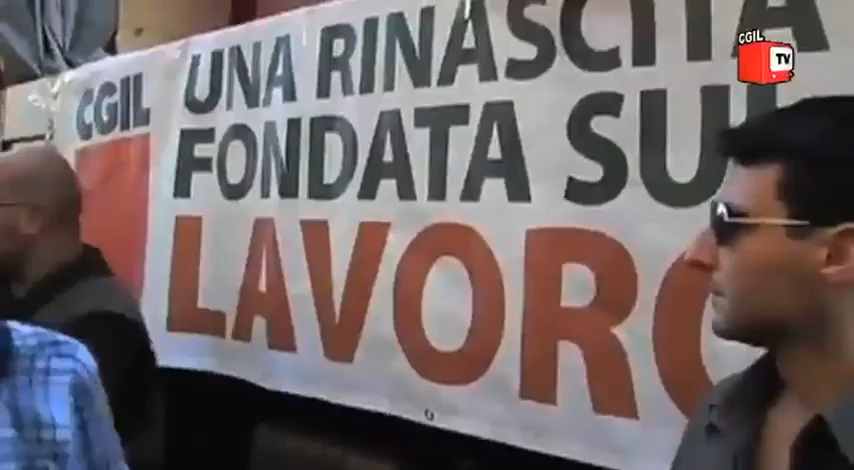 CGIL
TV
CGIL
UNA RINASCITA
FONDATA SUL
LAVORO